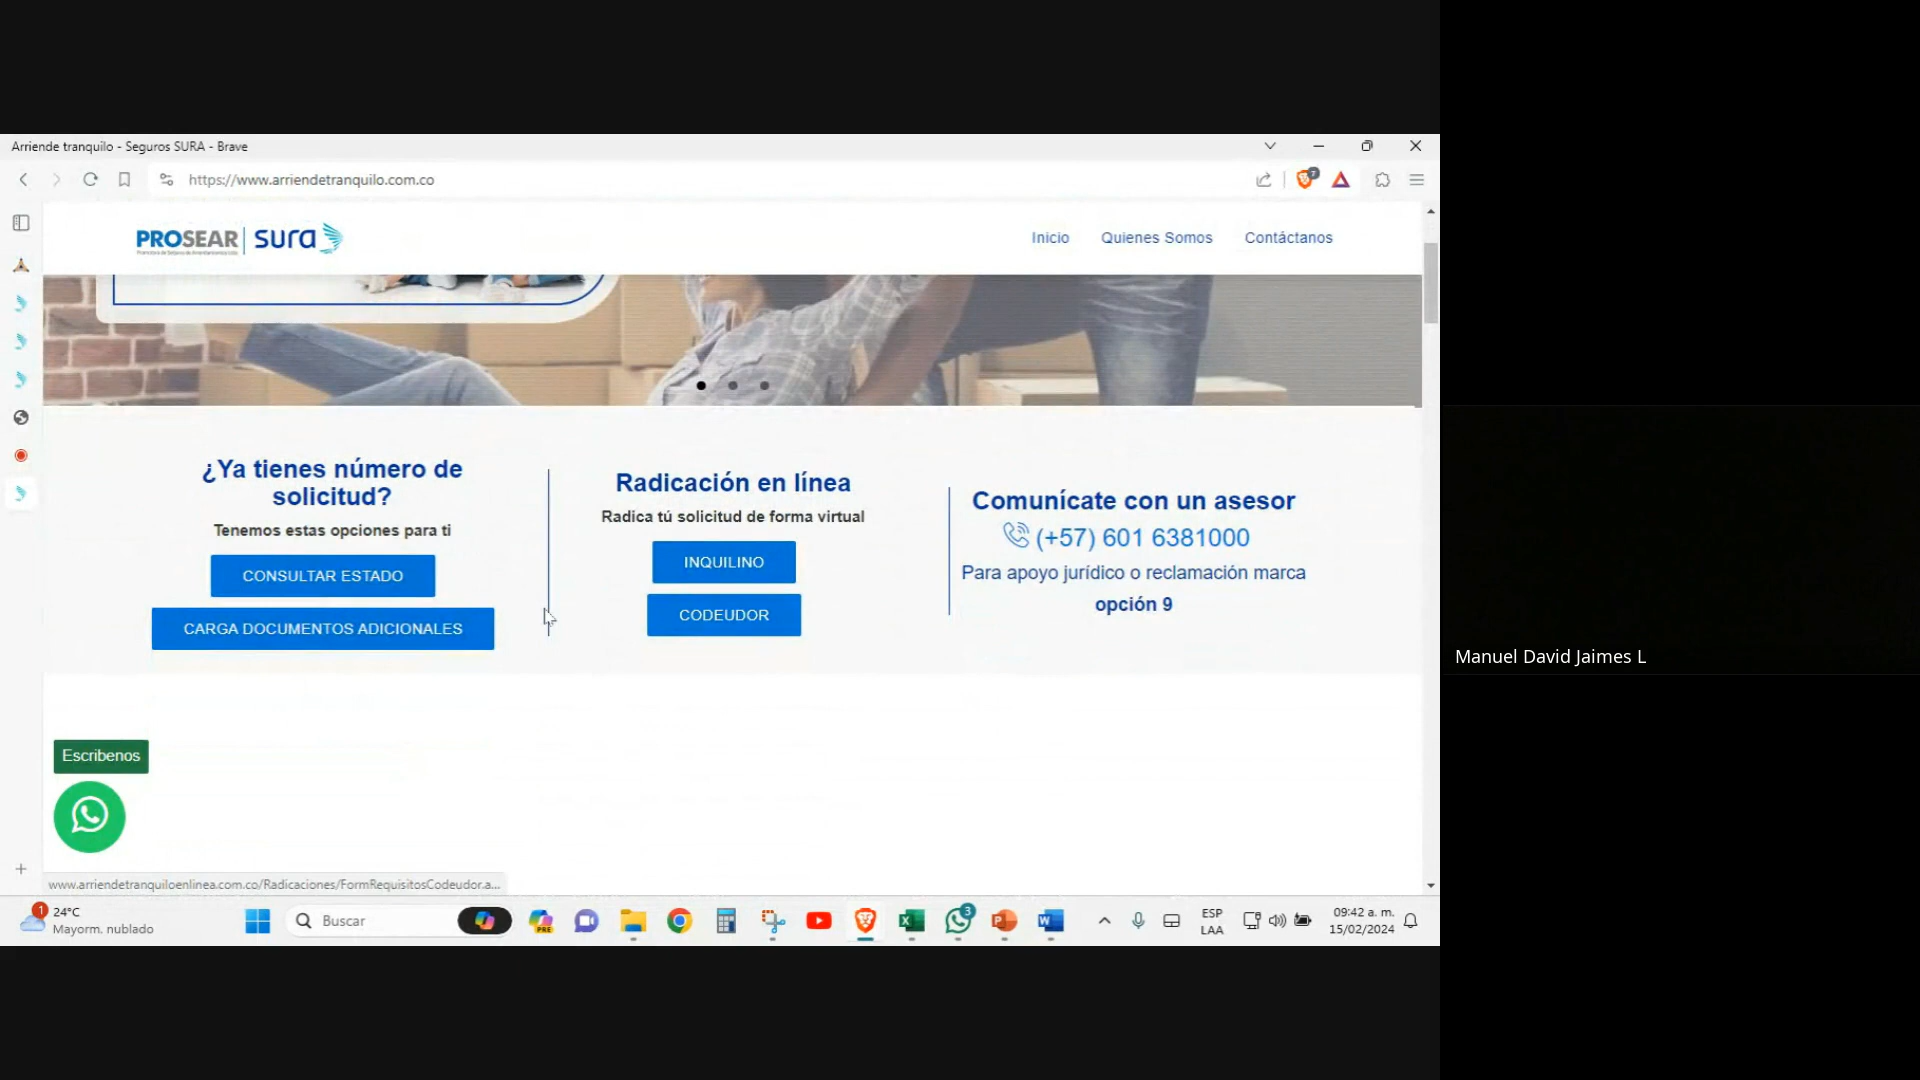 Arriende tranquilo - Seguros SURA - Brave
https://www.arriendetranquilo.com.co
7
PROSEAR sura
Inicio Quienes Somos Contáctanos
¿Ya tienes número de
solicitud?
Tenemos estas opciones para ti
CONSULTAR ESTADO
CARGA DOCUMENTOS ADICIONALES
Radicación en línea
Radica tú solicitud de forma virtual
INQUILINO
CODEUDOR
Comunícate con un asesor
(+57) 601 6381000
Para apoyo jurídico o reclamación marca
opción 9
Manuel David Jaimes L
Escribenos
www.arriendetranquiloenlinea.com.co/Radicaciones/FormRequisitosCodeudor.a...
1
24°C
Mayorm. nublado
Buscar
PRE
3
ESP
LAA
09:42 a. m.
15/02/2024